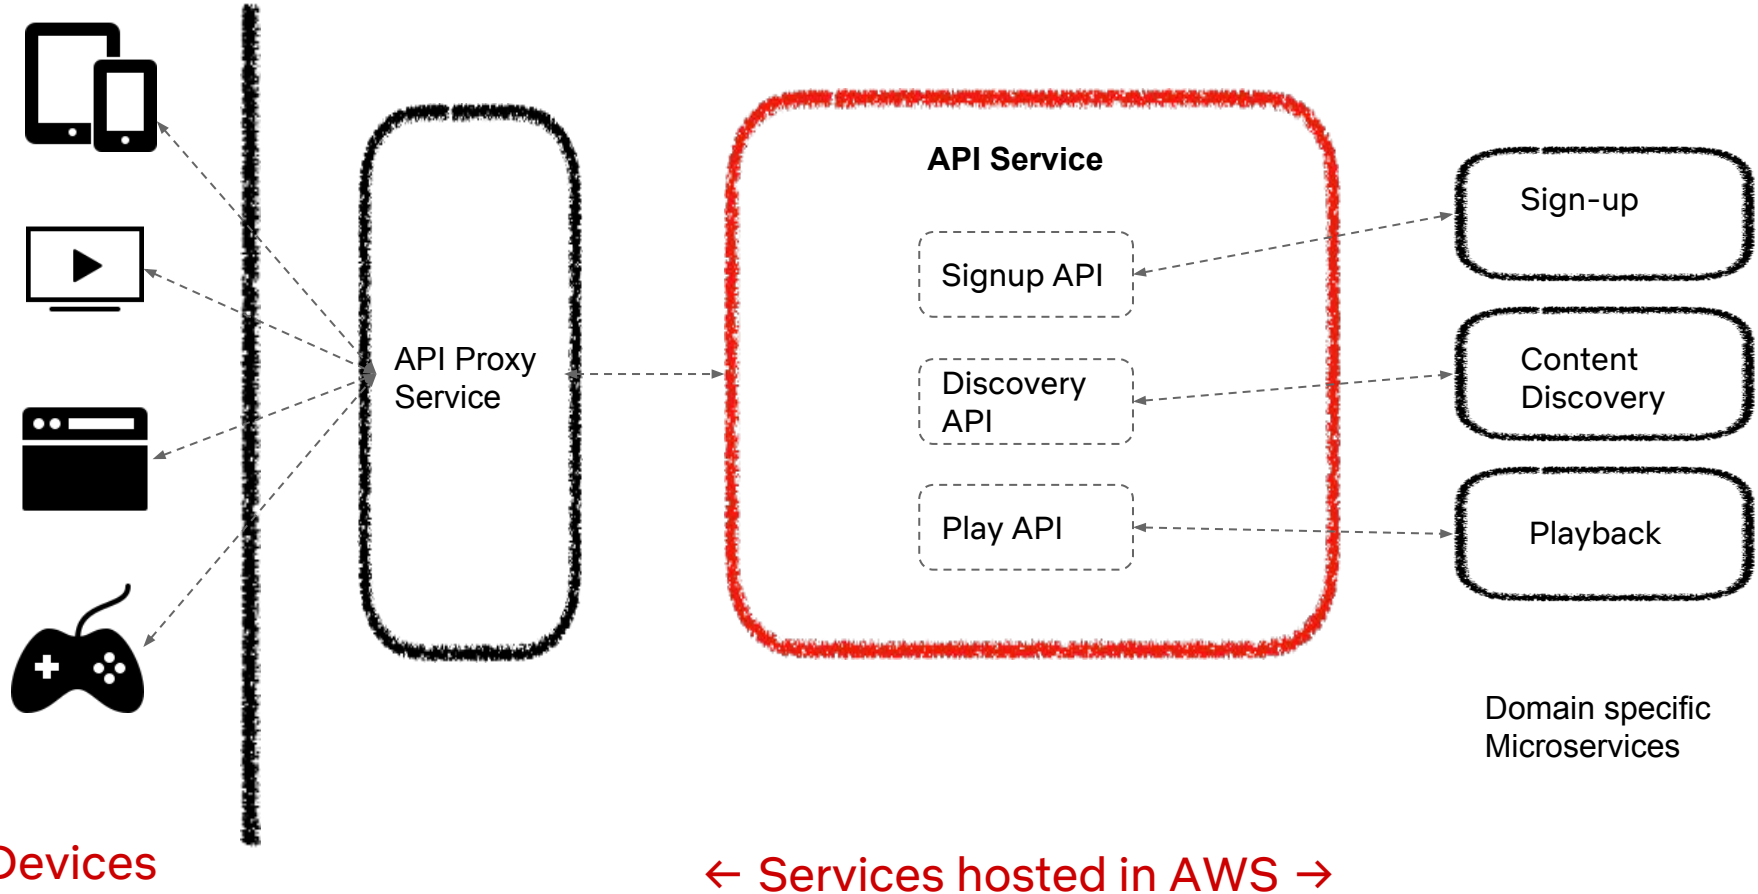 API Service
Sign-up
Signup API
API Proxy
Service
Discovery
API
Content
Discovery
Play API
Playback
Domain specific
Microservices
Devices
← Services hosted in AWS →